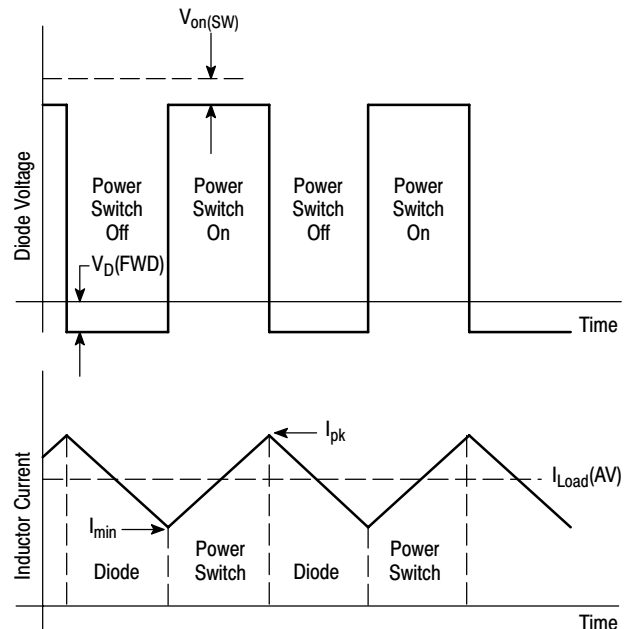 Von(SW)
Diode Voltage
Power
Switch
Off
Power
Switch
On
Power
Switch
Off
Power
Switch
On
VD(FWD)
Time
Inductor Current
Ipk
ILoad(AV)
Imin
Diode
Power
Switch
Diode
Power
Switch
Time